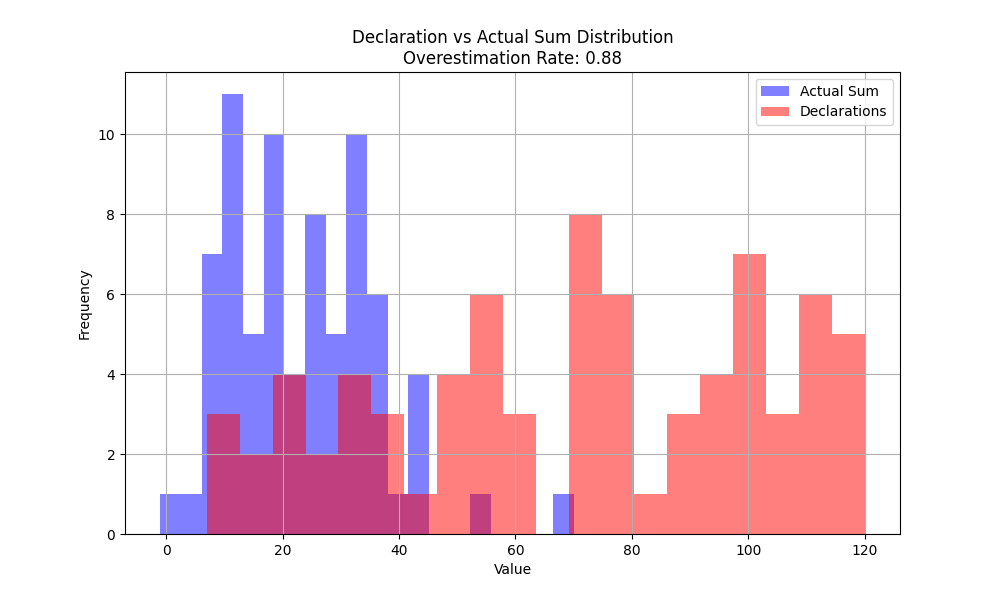 Declaration vs Actual Sum Distribution
Overestimation Rate: 0.88
Actual Sum
Declarations
10
8
6
4
2
0
Frequency
0 20 40 60 80 100 120
Value